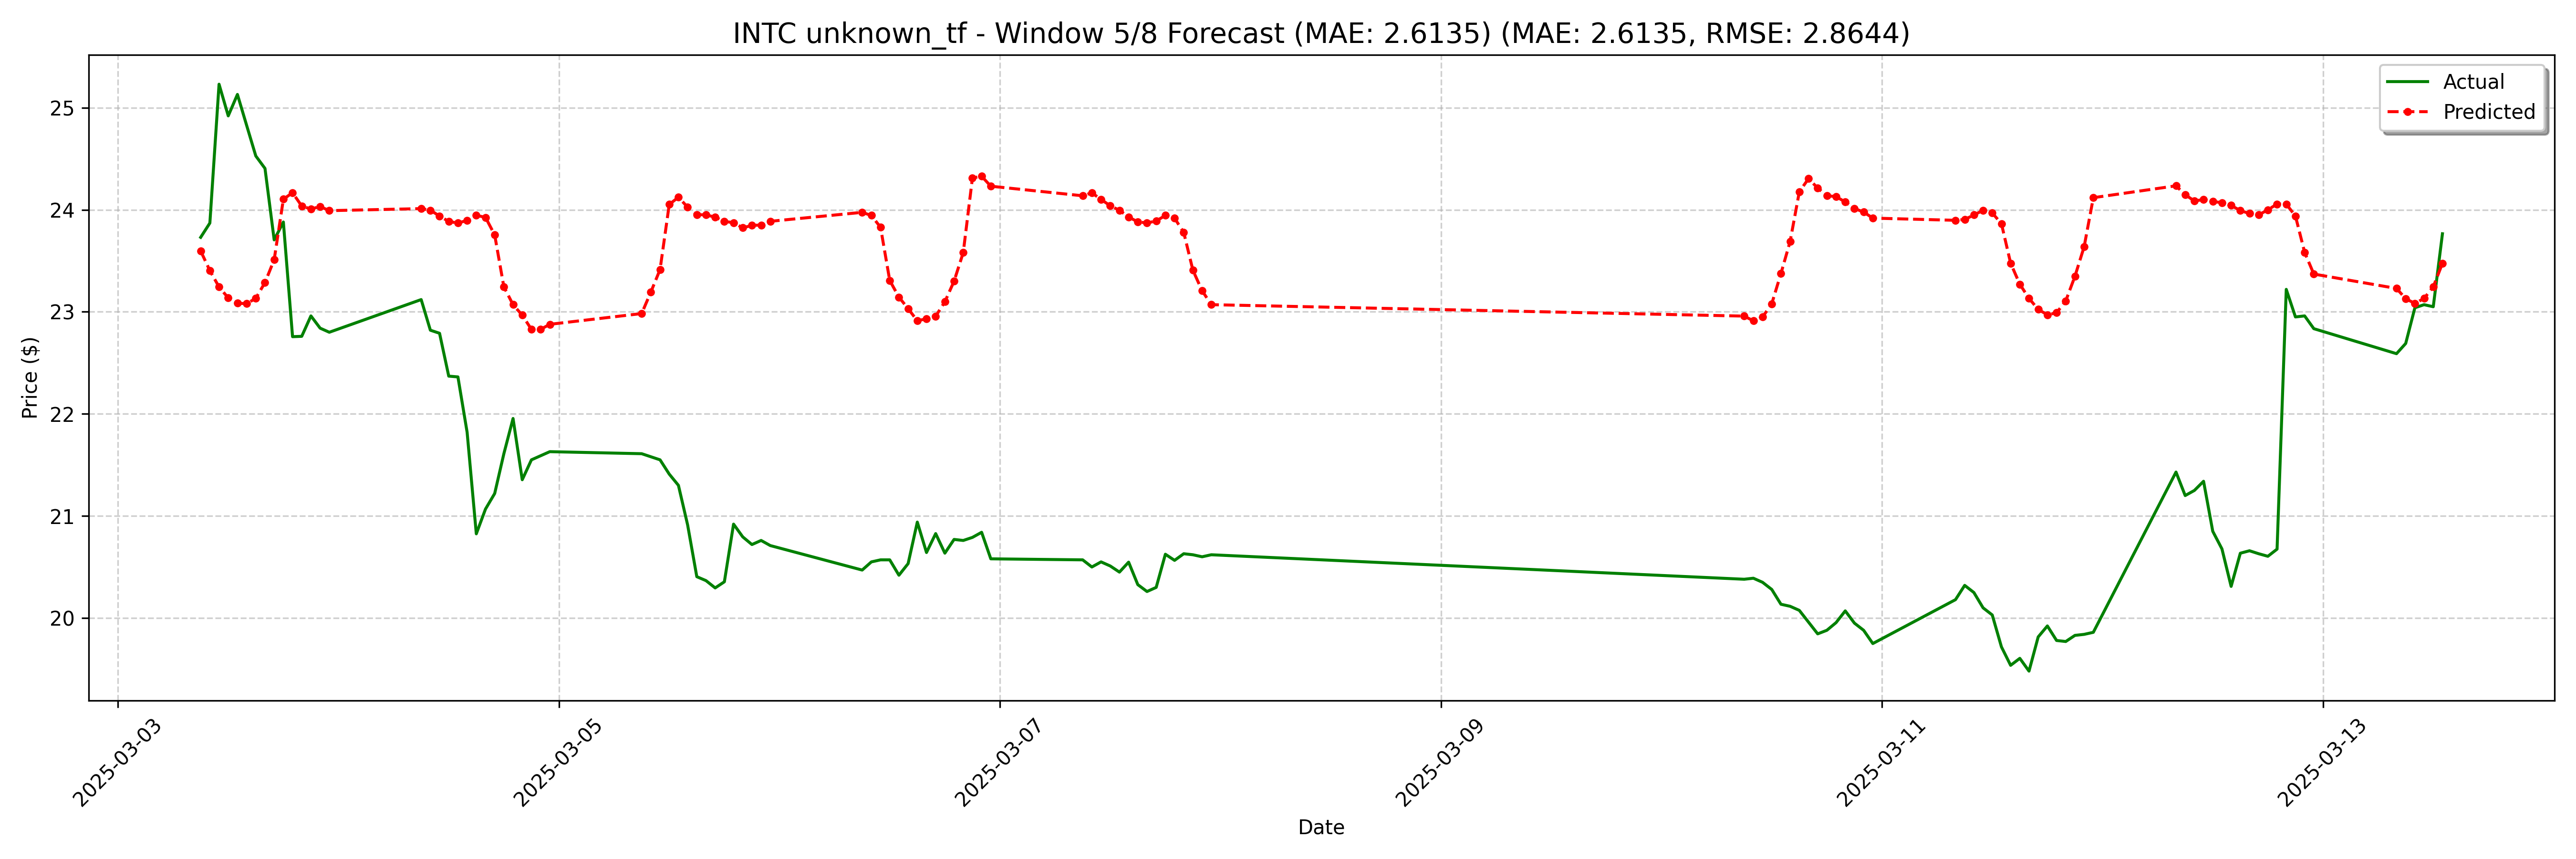 INTC unknown_tf - Window 5/8 Forecast (MAE: 2.6135) (MAE: 2.6135, RMSE: 2.8644)
Actual
Predicted
Price ($)
25
24
23
22
21
20
2025-03-03
2025-03-05
2025-03-07
2025-03-09
2025-03-11
2025-03-13
Date